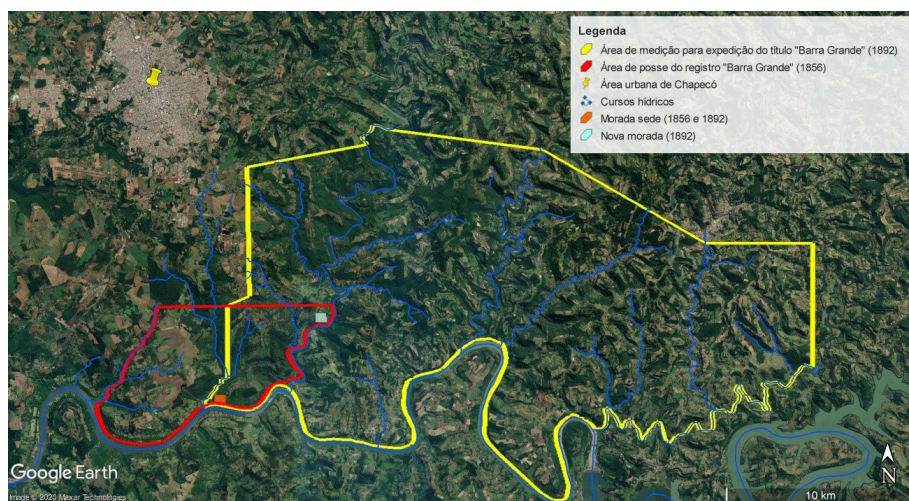 Legenda
Área de medição para expedição do título "Barra Grande" (1892)
Área de posse do registro "Barra Grande" (1856)
Área urbana de Chapecó
Cursos hídricos
Morada sede (1856 e 1892)
Nova morada (1892)
Google Earth
Image © 2020 Maxar Technologies
N
10 km